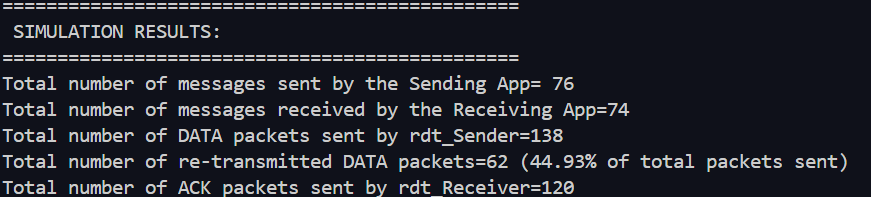 ===============================================
SIMULATION RESULTS:
===============================================
Total number of messages sent by the Sending App= 76
Total number of messages received by the Receiving App=74
Total number of DATA packets sent by rdt_Sender=138
Total number of re-transmitted DATA packets=62 (44.93% of total packets sent)
Total number of ACK packets sent by rdt_Receiver=120